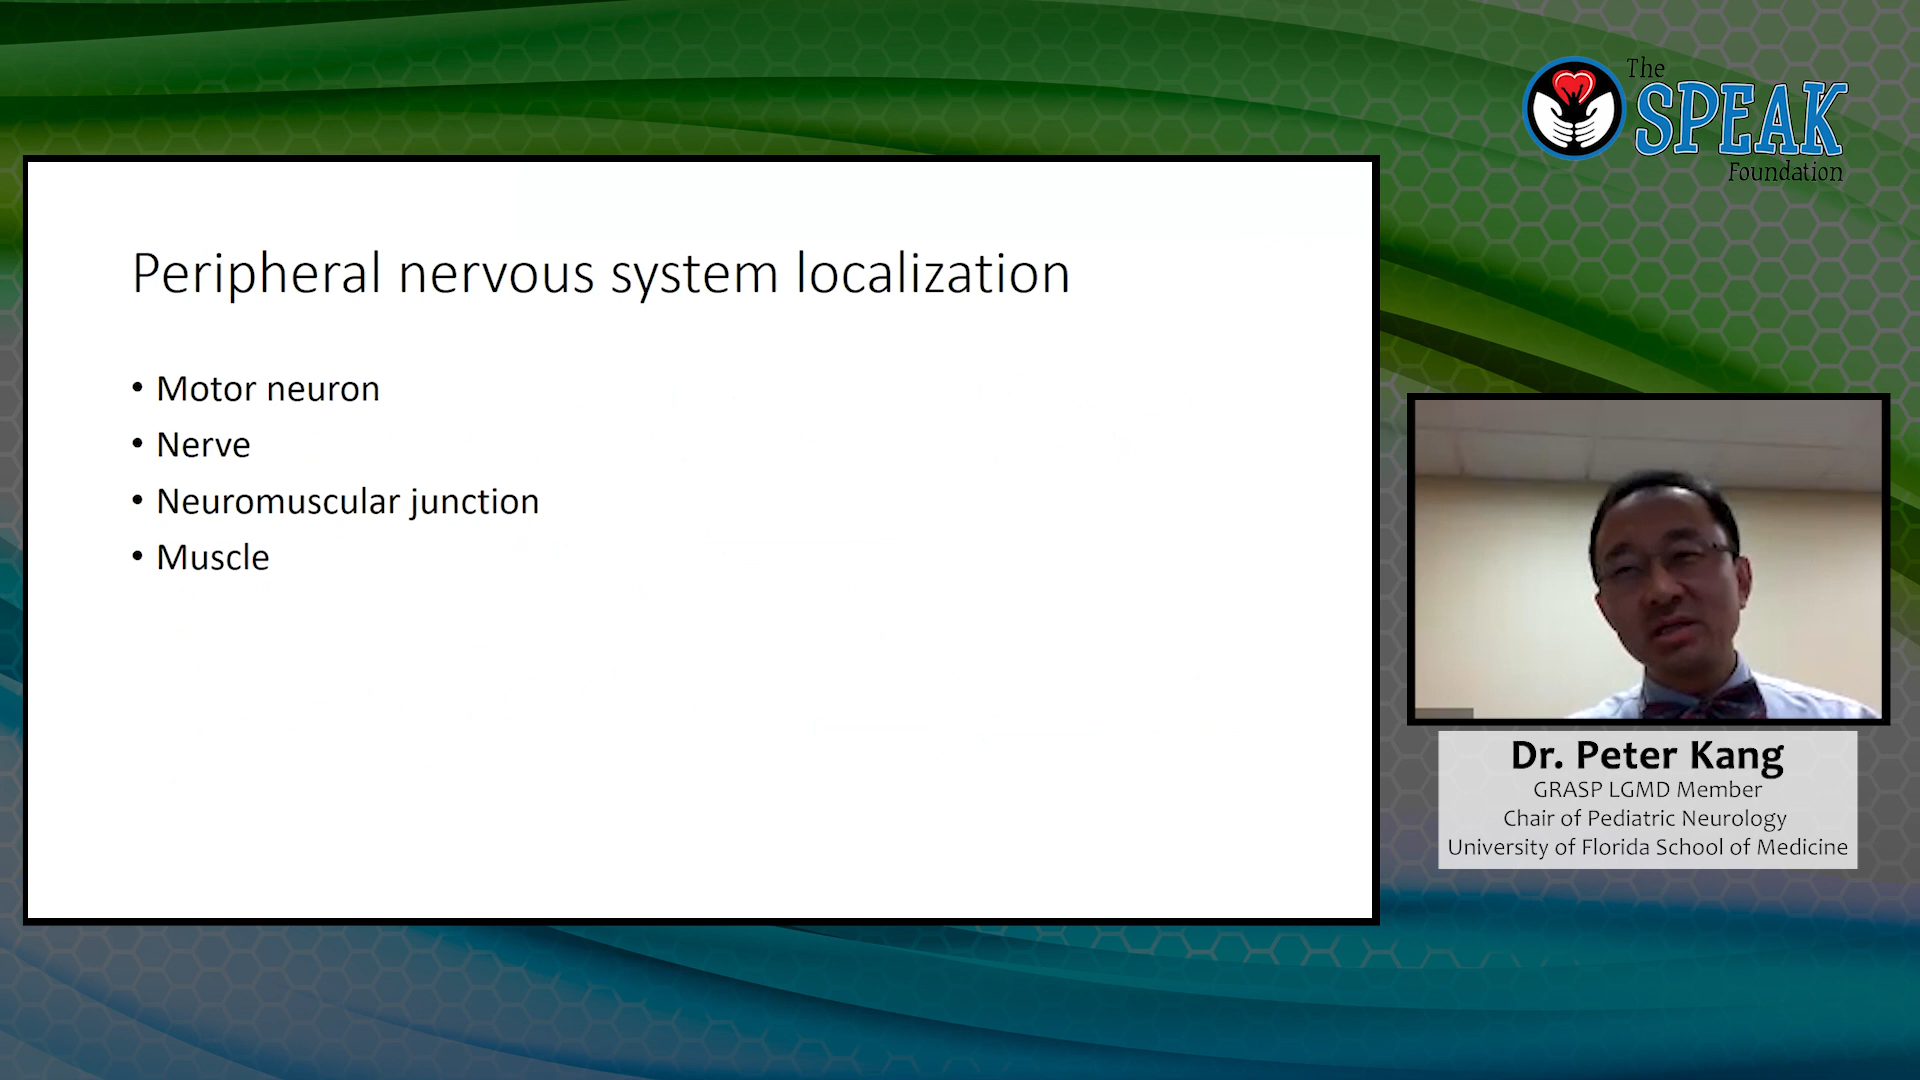 The
SPEAK
Foundation
Peripheral nervous system localization
• Motor neuron
• Nerve
• Neuromuscular junction
• Muscle
Dr. Peter Kang
GRASP LGMD Member
Chair of Pediatric Neurology
University of Florida School of Medicine